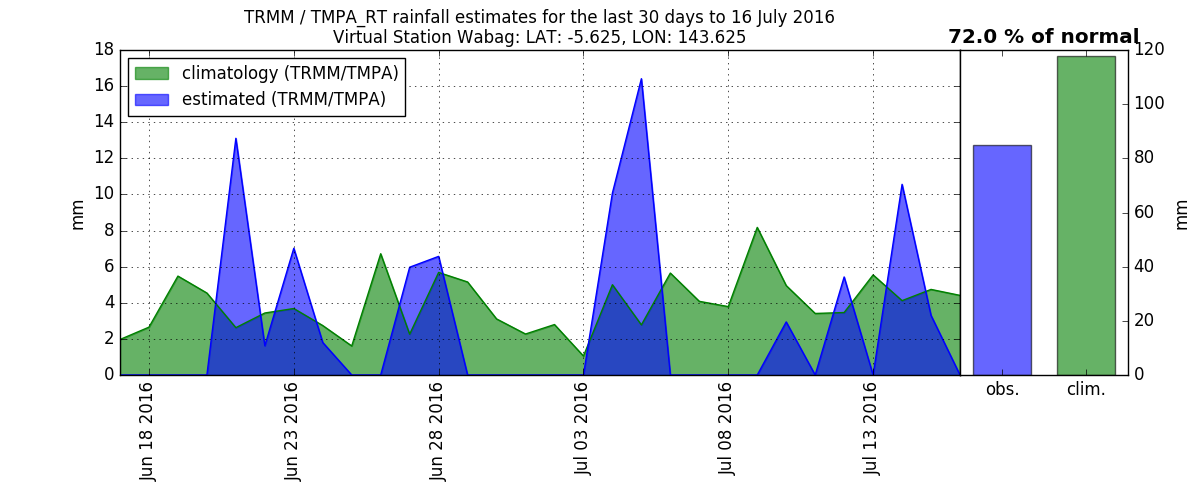 TRMM / TMPA_RT rainfall estimates for the last 30 days to 16 July 2016
Virtual Station Wabag: LAT: -5.625, LON: 143.625
72.0 % of normal
climatology (TRMM/TMPA)
estimated (TRMM/TMPA)
mm
18
16
14
12
10
8
6
4
2
0
Jun 18 2016
Jun 23 2016
Jun 28 2016
Jul 03 2016
Jul 08 2016
Jul 13 2016
obs.
clim.
120
100
80
60
40
20
0
mm